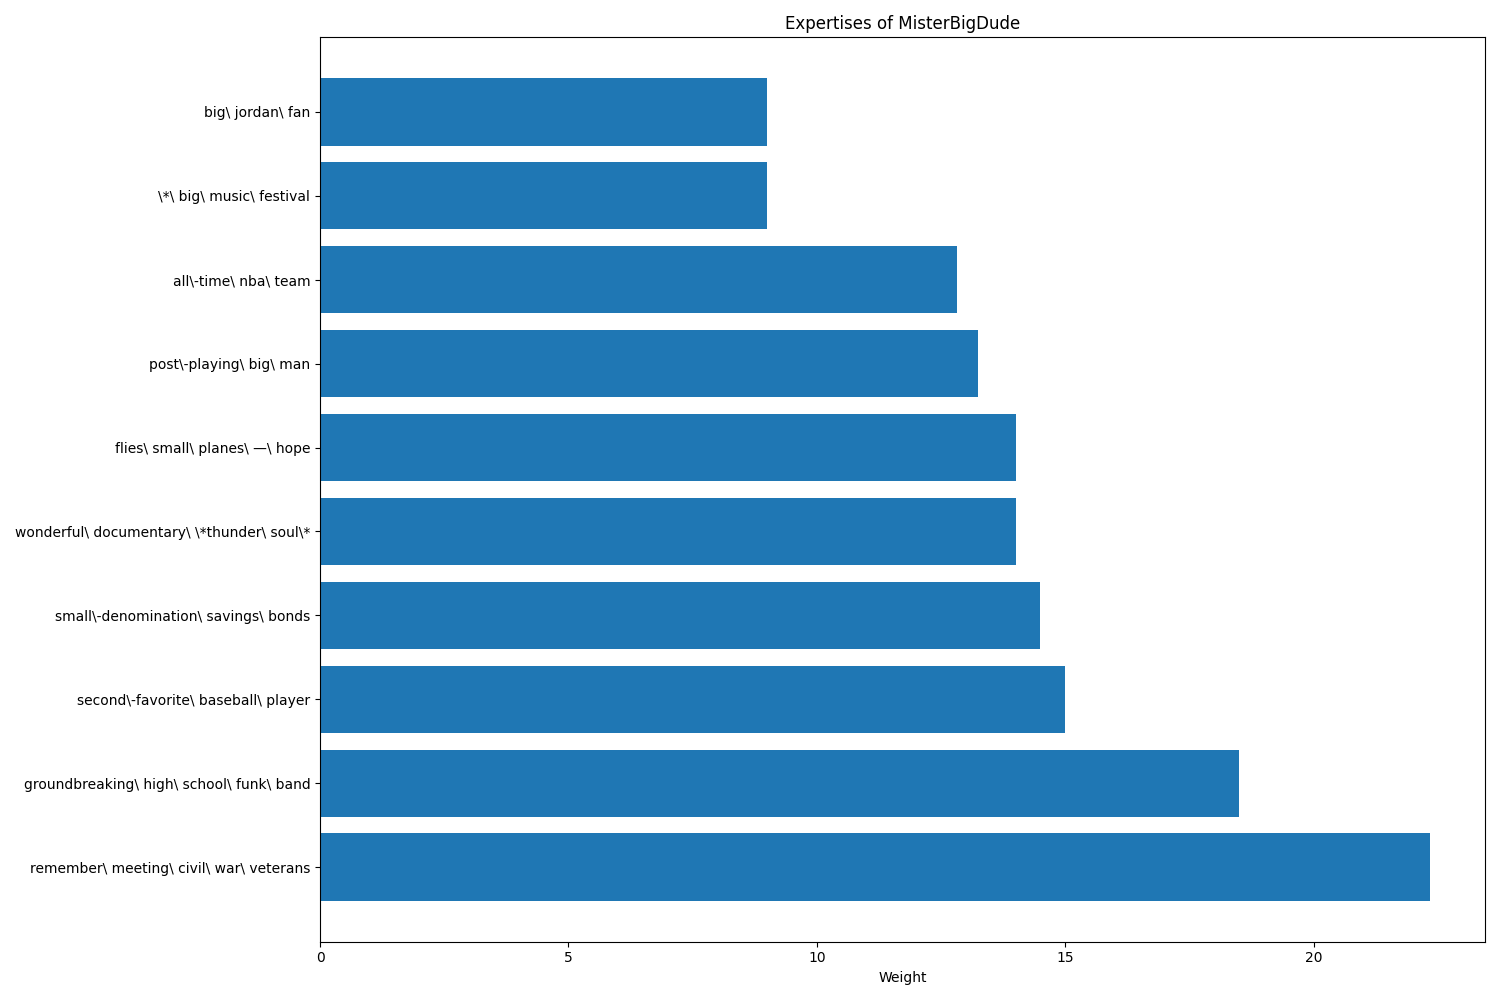 Expertises of MisterBigDude
big\ jordan\ fan
\*\ big\ music\ festival
all\-time\ nba\ team
post\-playing\ big\ man
flies\ small\ planes\ —\ hope
wonderful\ documentary\ \*thunder\ soul\*
small\-denomination\ savings\ bonds
second\-favorite\ baseball\ player
groundbreaking\ high\ school\ funk\ band
remember\ meeting\ civil\ war\ veterans
0 5 10 15 20
Weight